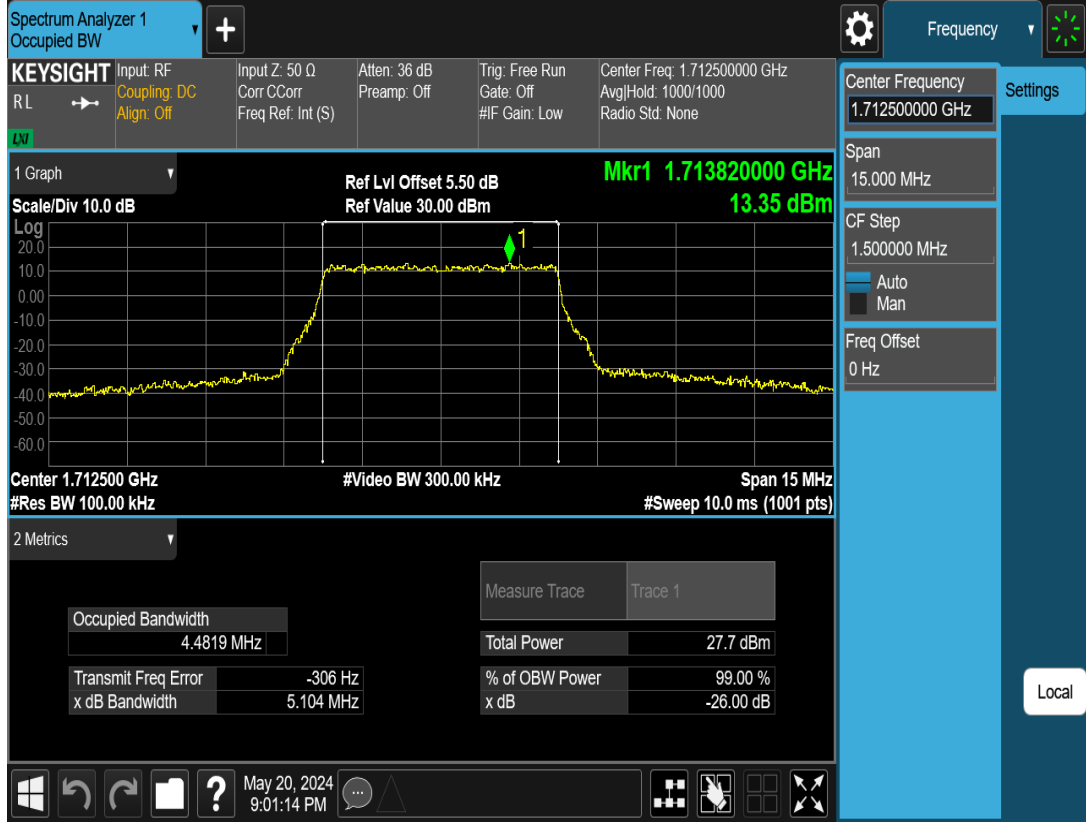 Spectrum Analyzer 1
Occupied BW
+
Frequency
KEYSIGHT
R L
LXI
Input: RF
Coupling: DC
Align: Off
Input Z: 50 Ω
Corr CCorr
Freq Ref: Int (S)
Atten: 36 dB
Preamp: Off
Trig: Free Run
Gate: Off
#IF Gain: Low
Center Freq: 1.712500000 GHz
Avg|Hold: 1000/1000
Radio Std: None
Center Frequency
1.712500000 GHz
Settings
Span
15.000 MHz
CF Step
1.500000 MHz
Auto
Man
Freq Offset
0 Hz
Local
1 Graph
Scale/Div 10.0 dB
Ref Lvl Offset 5.50 dB
Ref Value 30.00 dBm
Mkr1 1.713820000 GHz
13.35 dBm
Log
20.0
10.0
0.00
-10.0
-20.0
-30.0
-40.0
-50.0
-60.0
1
Center 1.712500 GHz
#Video BW 300.00 kHz
Span 15 MHz
#Res BW 100.00 kHz
#Sweep 10.0 ms (1001 pts)
2 Metrics
Measure Trace Trace 1
Occupied Bandwidth
4.4819 MHz
Total Power 27.7 dBm
Transmit Freq Error -306 Hz
% of OBW Power 99.00 %
x dB Bandwidth 5.104 MHz
x dB -26.00 dB
?
May 20, 2024
9:01:14 PM